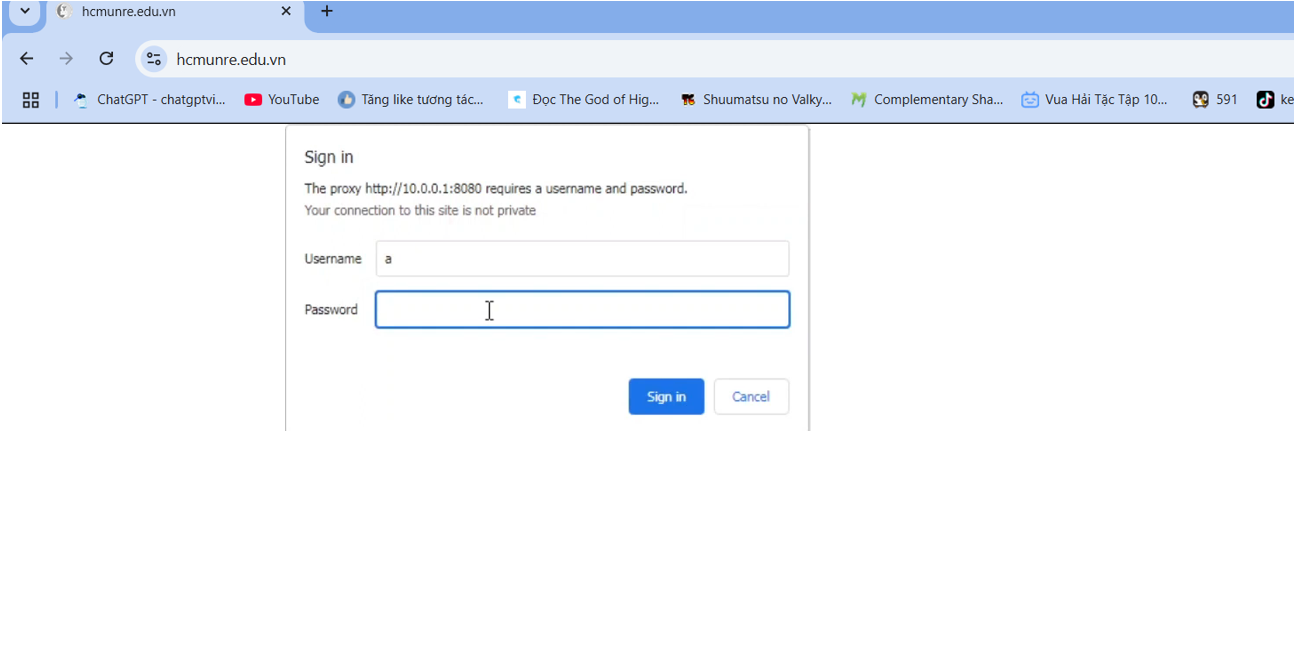 hcmunre.edu.vn
hcmunre.edu.vn
ChatGPT - chatgptvi... YouTube Tăng like tương tác... Đọc The God of Hig... Shuumatsu no Valky... Complementary Sha... Vua Hải Tặc Tập 10... 591 ke
Sign in
The proxy http://10.0.0.1:8080 requires a username and password.
Your connection to this site is not private
Username a
Password
Sign in Cancel